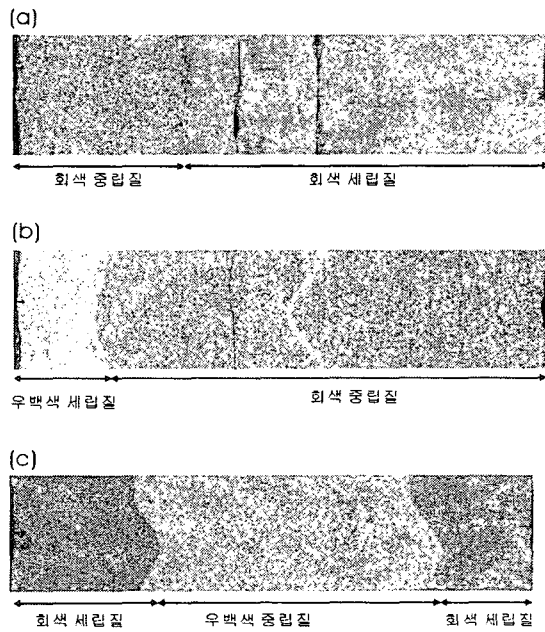 (a)
회색 중립질 회색 세립질
(b)
우백색 세립질 회색 중립질
(c)
회색 세립질 우백색 중립질 회색 세립질